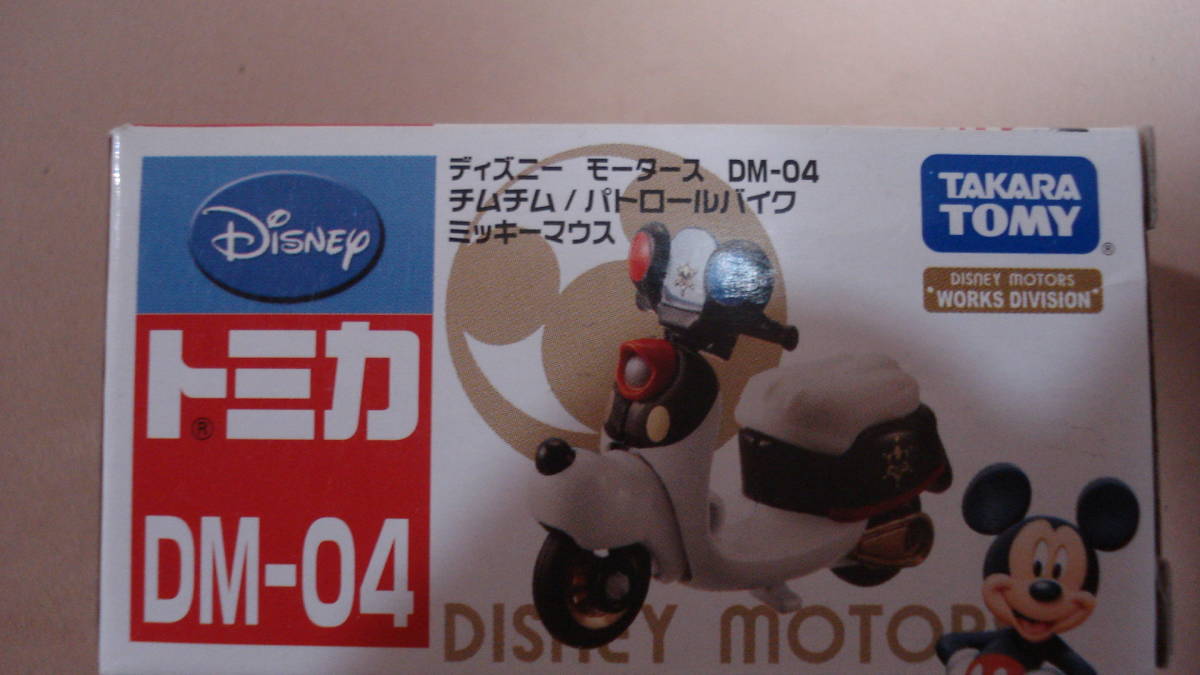 DISNEY
トミカ
®
DM-04
ディズニー モータース DM-04
チムチム/パトロールバイク
ミッキーマウス
TAKARA
TOMY
®
DISNEY MOTORS
"WORKS DIVISION"
DISNEY MOTORS